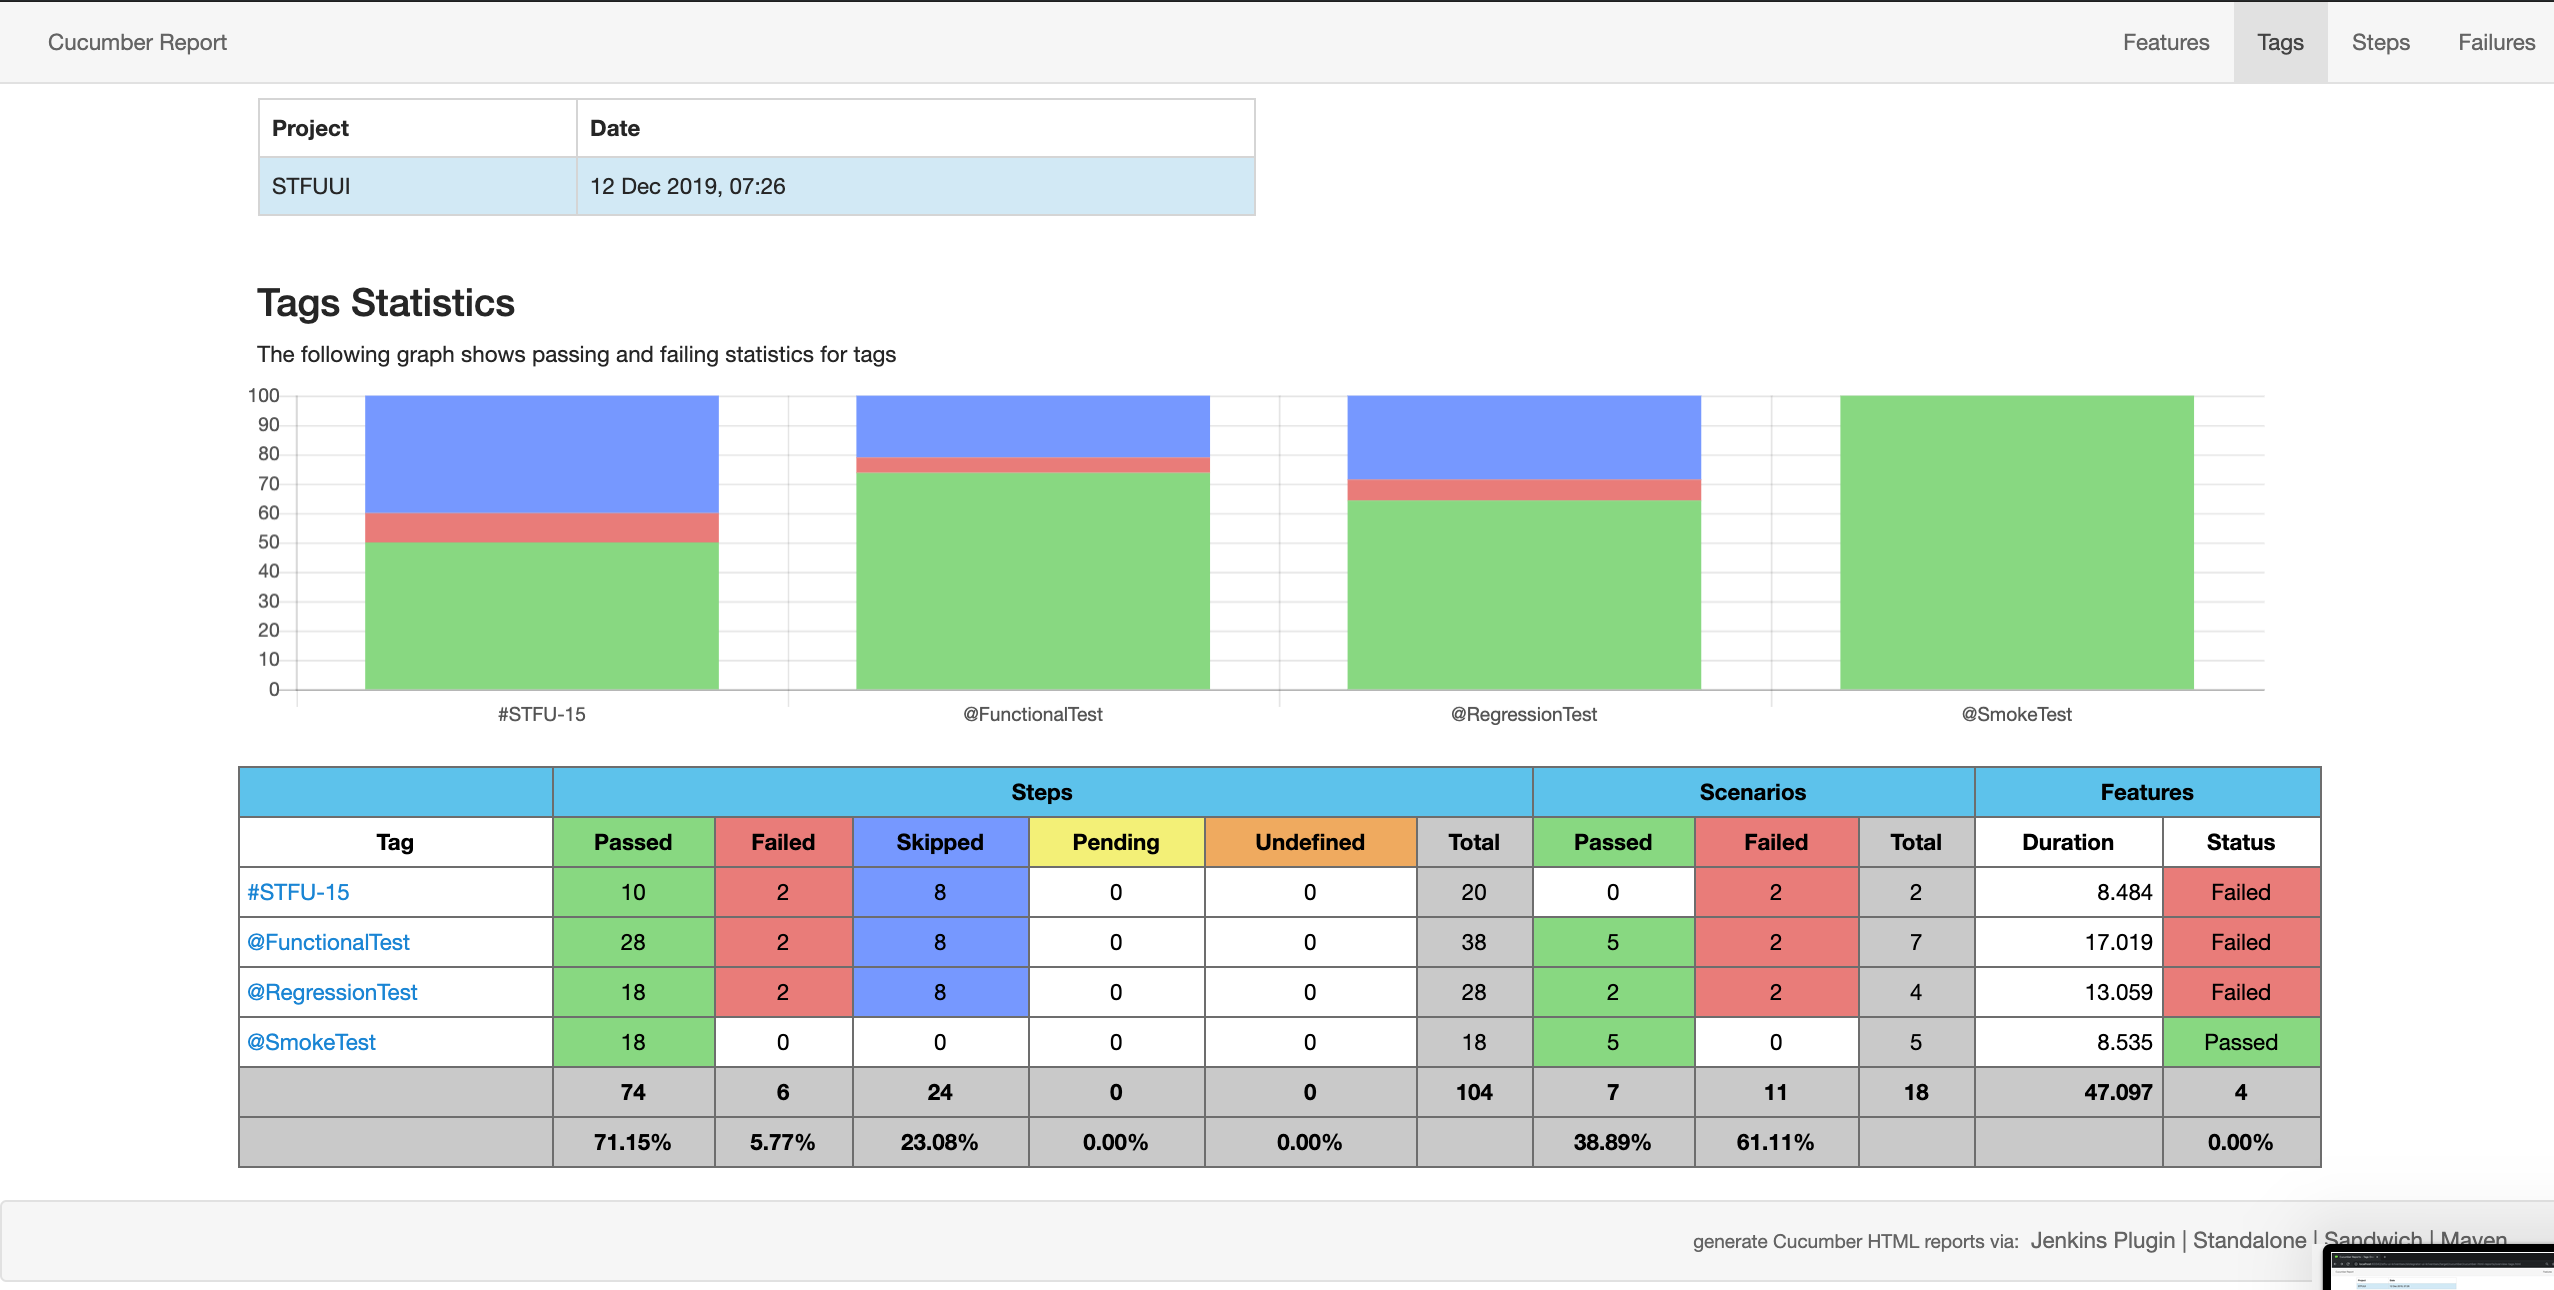 Cucumber Report Features Tags Steps Failures
Project Date
STFUUI 12 Dec 2019, 07:26
Tags Statistics
The following graph shows passing and failing statistics for tags
100
90
80
70
60
50
40
30
20
10
0
#STFU-15 @FunctionalTest @RegressionTest @SmokeTest
Steps Scenarios Features
Tag Passed Failed Skipped Pending Undefined Total Passed Failed Total Duration Status
#STFU-15 10 2 8 0 0 20 0 2 2 8.484 Failed
@FunctionalTest 28 2 8 0 0 38 5 2 7 17.019 Failed
@RegressionTest 18 2 8 0 0 28 2 2 4 13.059 Failed
@SmokeTest 18 0 0 0 0 18 5 0 5 8.535 Passed
74 6 24 0 0 104 7 11 18 47.097 4
71.15% 5.77% 23.08% 0.00% 0.00% 38.89% 61.11% 0.00%
generate Cucumber HTML reports via: Jenkins Plugin | Standalone | Sandwich | Maven